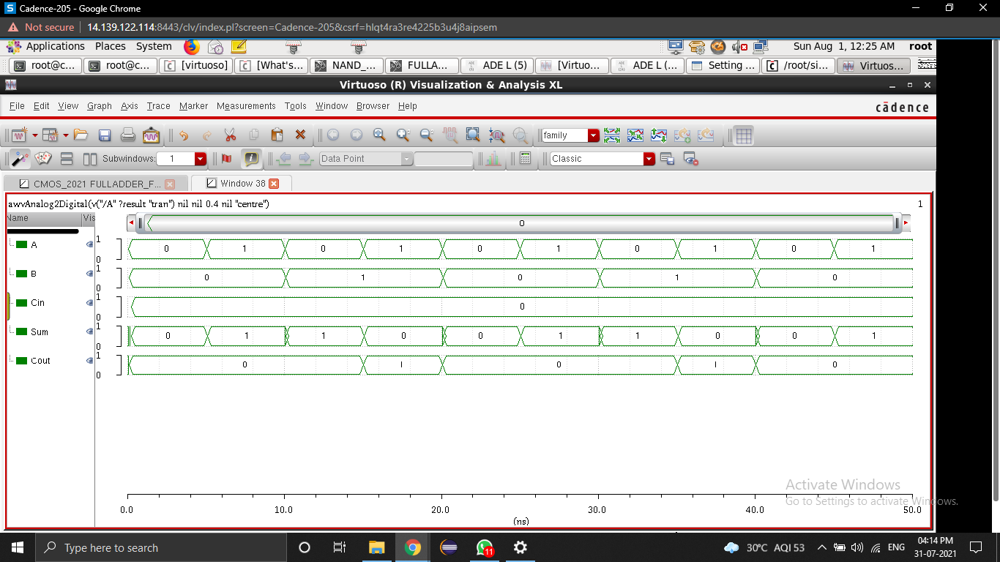 Cadence-205 - Google Chrome
Not secure 14.139.122.114:8443/clv/index.pl?screen=Cadence-205&csrf=hlqt4ra3re4225b3u4j8aipsem
Applications Places System Sun Aug 1, 12:25 AM root
root@c... root@c... [virtuoso] [What's... NAND_... FULLA... ADE L (5) [Virtuo... ADE L (... Setting ... /root/si... Virtuos...
Virtuoso (R) Visualization & Analysis XL
File Edit View Graph Axis Trace Marker Measurements Tools Window Browser Help cādence
family
Subwindows: 1 Data Point Classic
CMOS_2021 FULLADDER_F... Window 38
awvAnalog2Digital(v("/A" ?result "tran") nil nil 0.4 nil "centre") 1
Name Vis
0
A 1 0 0 1 0 1 0 1 0 1 0 1
B 1 0 0 1 0 1 0
Cin 1 0 0
Sum 1 0 0 1 1 0 0 1 1 0 0 1
Cout 1 0 0 1 0 1 0
0.0 10.0 20.0 30.0 40.0 50.0
(ns)
Activate Windows
Go to Settings to activate Windows.
Type here to search 11 30°C AQI 53 ENG 04:14 PM
31-07-2021